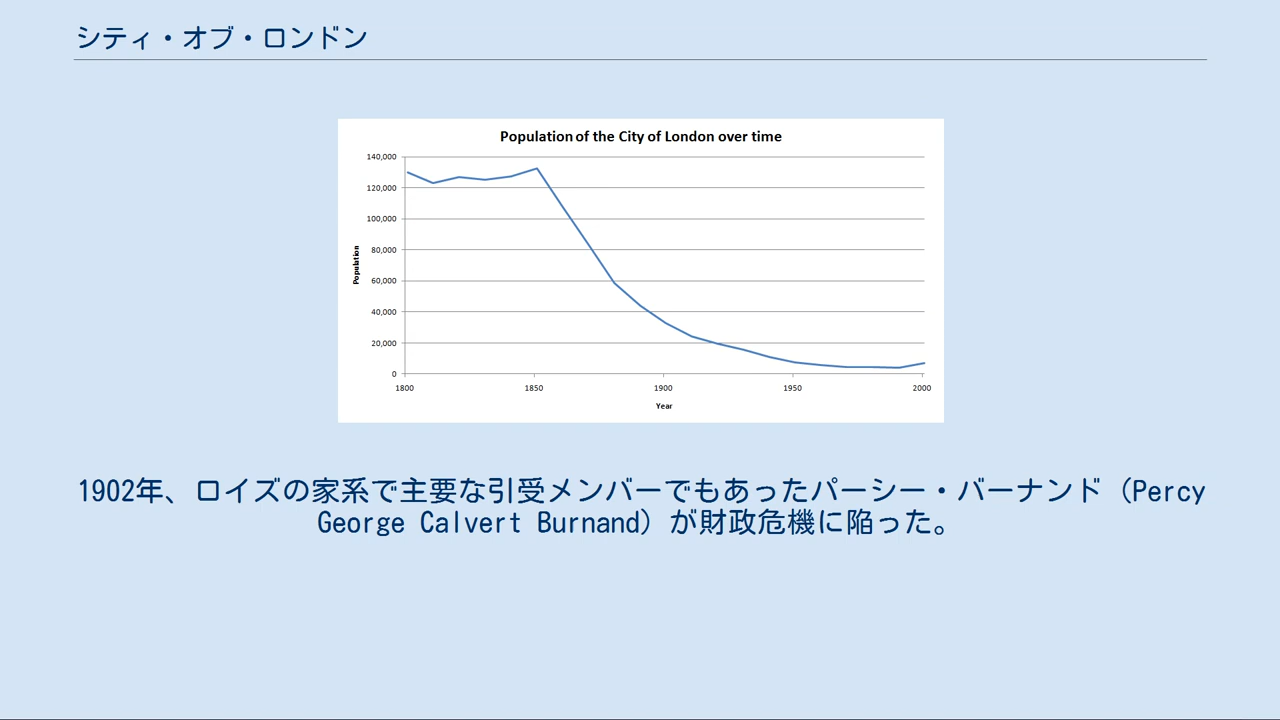 シティ・オブ・ロンドン
Population of the City of London over time
140,000
120,000
100,000
80,000
60,000
40,000
20,000
0
Population
1800 1850 1900 1950 2000
Year
1902年、ロイズの家系で主要な引受メンバーでもあったパーシー・バーナンド（Percy
George Calvert Burnand）が財政危機に陥った。